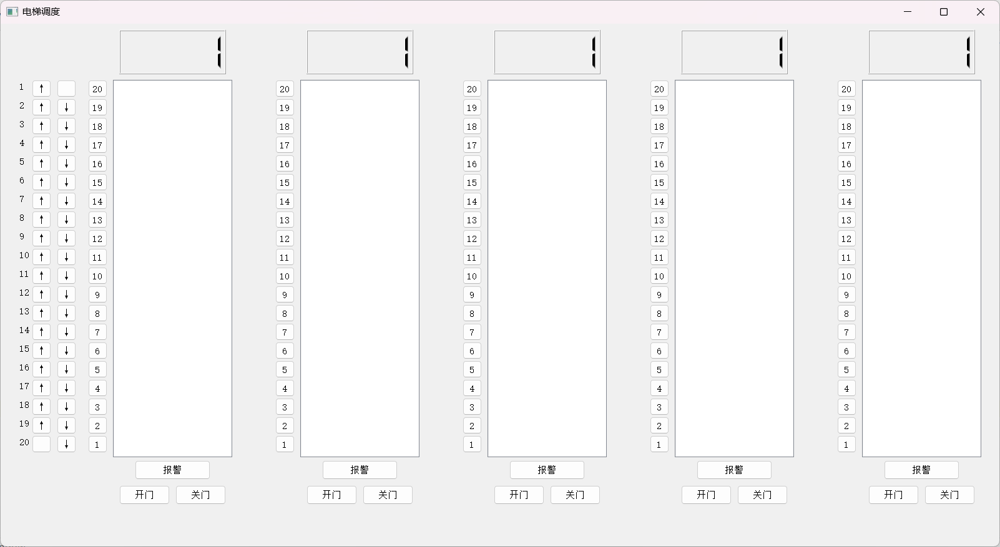 电梯调度
1 1 1 1 1
1 ↑ 20 20 20 20 20
2 ↑ ↓ 19 19 19 19 19
3 ↑ ↓ 18 18 18 18 18
4 ↑ ↓ 17 17 17 17 17
5 ↑ ↓ 16 16 16 16 16
6 ↑ ↓ 15 15 15 15 15
7 ↑ ↓ 14 14 14 14 14
8 ↑ ↓ 13 13 13 13 13
9 ↑ ↓ 12 12 12 12 12
10 ↑ ↓ 11 11 11 11 11
11 ↑ ↓ 10 10 10 10 10
12 ↑ ↓ 9 9 9 9 9
13 ↑ ↓ 8 8 8 8 8
14 ↑ ↓ 7 7 7 7 7
15 ↑ ↓ 6 6 6 6 6
16 ↑ ↓ 5 5 5 5 5
17 ↑ ↓ 4 4 4 4 4
18 ↑ ↓ 3 3 3 3 3
19 ↑ ↓ 2 2 2 2 2
20 ↓ 1 1 1 1 1
报警 报警 报警 报警 报警
开门 关门 开门 关门 开门 关门 开门 关门 开门 关门